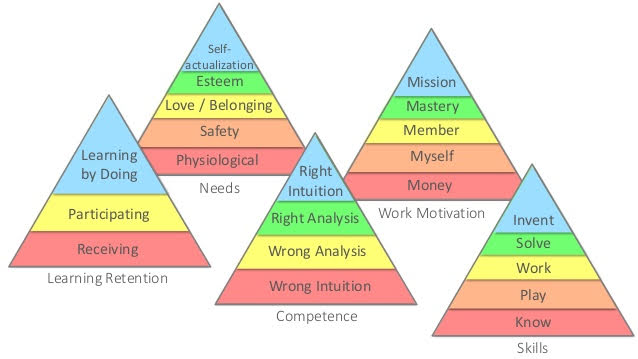 Self-
actualization
Esteem
Love / Belonging
Safety
Physiological
Needs
Mission
Mastery
Member
Myself
Money
Work Motivation
Learning
by Doing
Participating
Receiving
Learning Retention
Right
Intuition
Right Analysis
Wrong Analysis
Wrong Intuition
Competence
Invent
Solve
Work
Play
Know
Skills